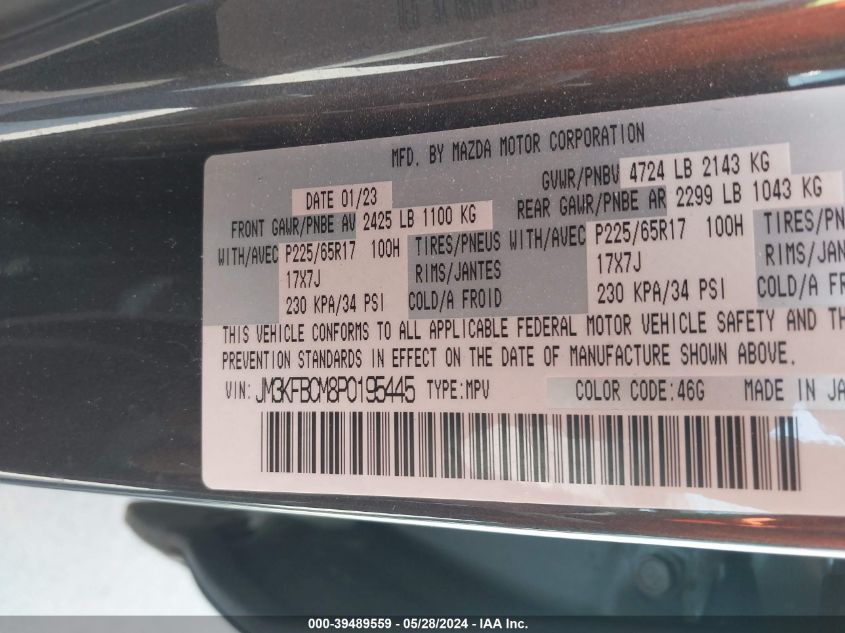 MFD. BY MAZDA MOTOR CORPORATION
DATE 01/23 GVWR/PNBV 4724 LB 2143 KG
FRONT GAWR/PNBE AV 2425 LB 1100 KG REAR GAWR/PNBE AR 2299 LB 1043 KG
WITH/AVEC P225/65R17 100H TIRES/PNEUS WITH/AVEC P225/65R17 100H TIRES/PN
17X7J RIMS/JANTES 17X7J RIMS/JAN
230 KPA/34 PSI COLD/A FROID 230 KPA/34 PSI COLD/A FR
THIS VEHICLE CONFORMS TO ALL APPLICABLE FEDERAL MOTOR VEHICLE SAFETY AND TH
PREVENTION STANDARDS IN EFFECT ON THE DATE OF MANUFACTURE SHOWN ABOVE.
VIN: JM3KFBCM8P0195445 TYPE:MPV COLOR CODE:46G MADE IN JA
000-39489559 - 05/28/2024 - IAA Inc.